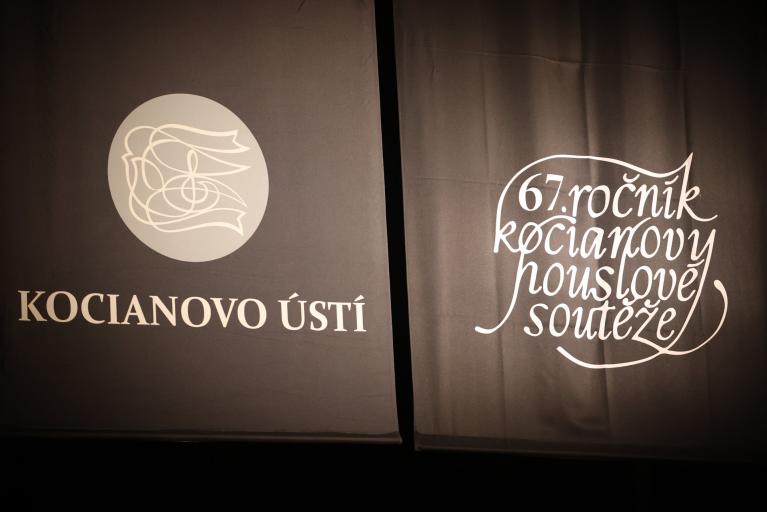 KOCIANOVO ÚSTÍ
67. ročník
kocianovy
houslové
soutěže